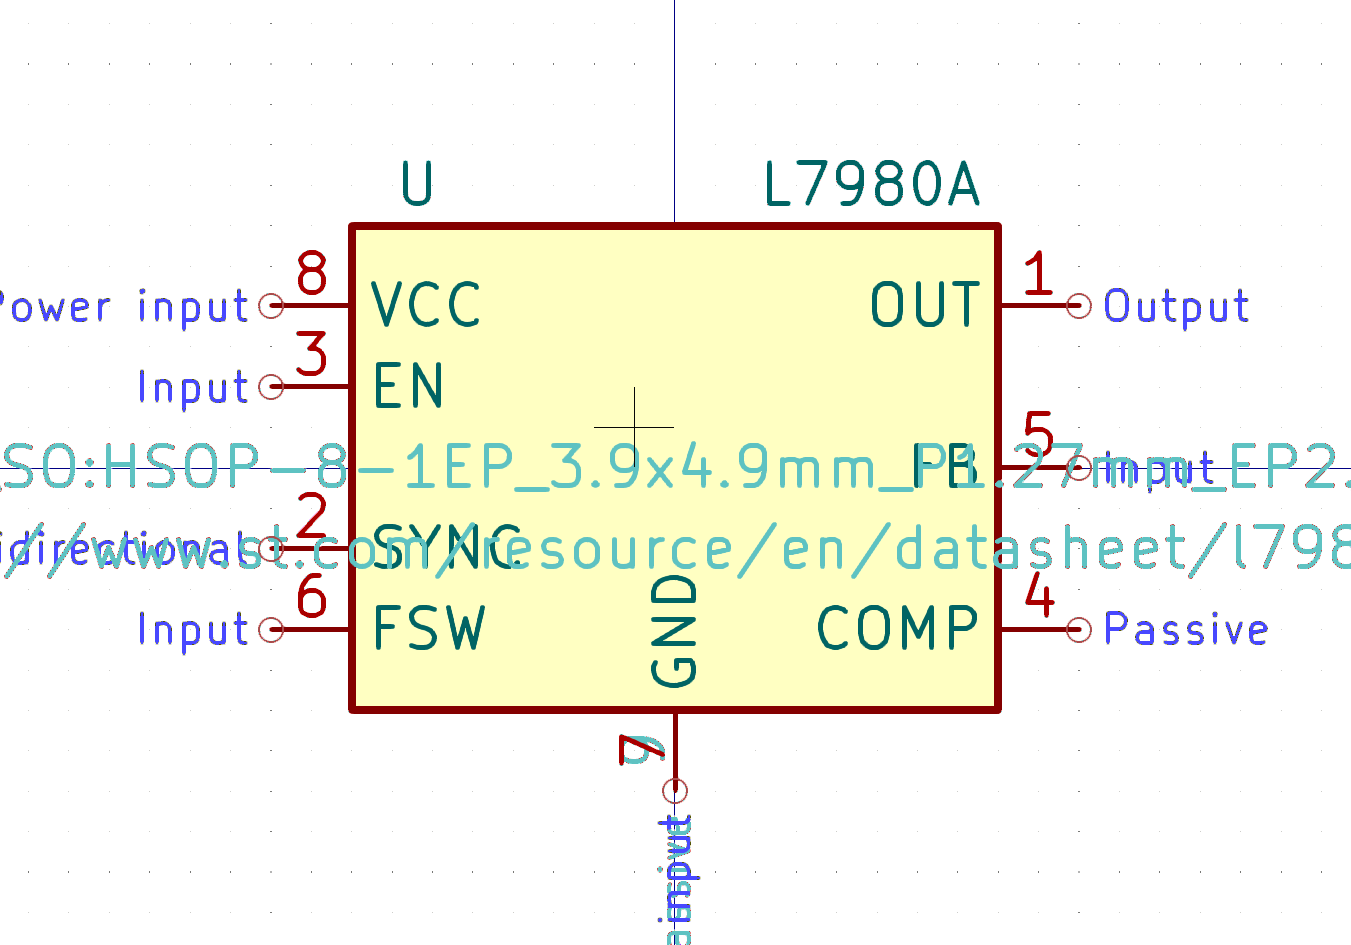 U L7980A
8 1
Power input VCC OUT Output
3
Input EN
5
SO:HSOP-8-1EP_3.9x4.9mm_P1.27mm_EP2.
FB Input
2
idirectional SYNC
//www.st.com/resource/en/datasheet/l798
6 4
Input FSW GND COMP Passive
7
9
input